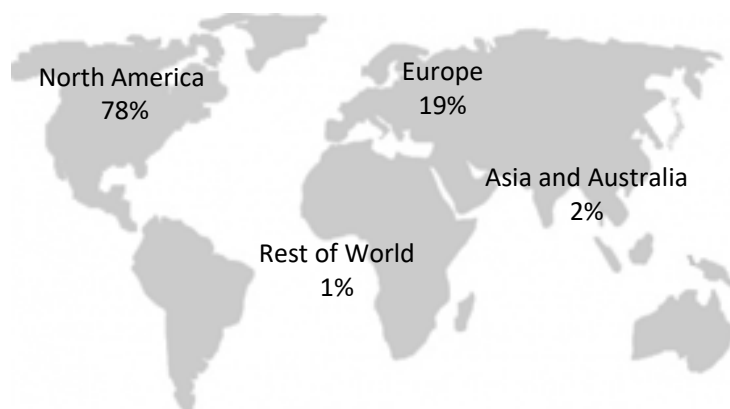 North America
78%
Europe
19%
Asia and Australia
2%
Rest of World
1%